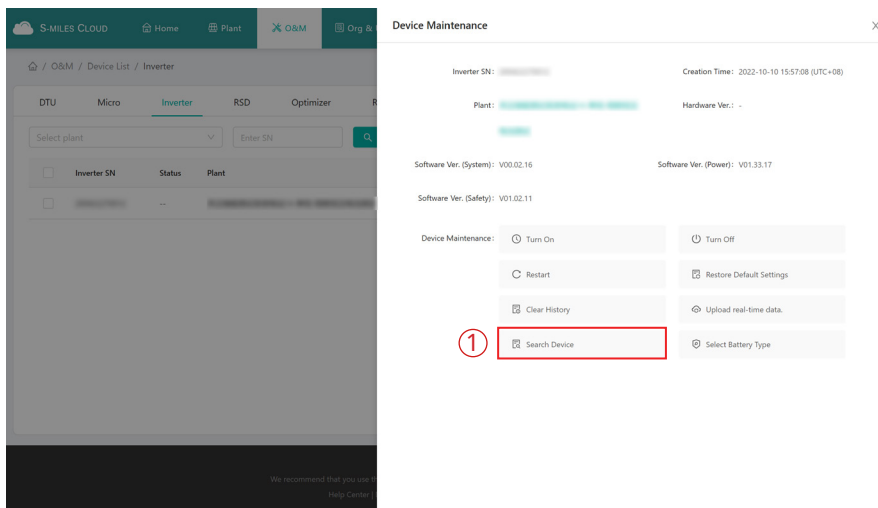 S-MILES CLOUD
Home
Plant
O&M
Org &
Device Maintenance
X
/ O&M / Device List / Inverter
DTU
Micro
Inverter
RSD
Optimizer
Select plant
Enter SN
Inverter SN
Status
Plant
--
Inverter SN:
Creation Time: 2022-10-10 15:57:08 (UTC+08)
Plant:
Hardware Ver.: -
Software Ver. (System): V00.02.16
Software Ver. (Power): V01.33.17
Software Ver. (Safety): V01.02.11
Device Maintenance:
Turn On
Turn Off
Restart
Restore Default Settings
Clear History
Upload real-time data.
1
Search Device
Select Battery Type
We recommend that you use
Help Center |